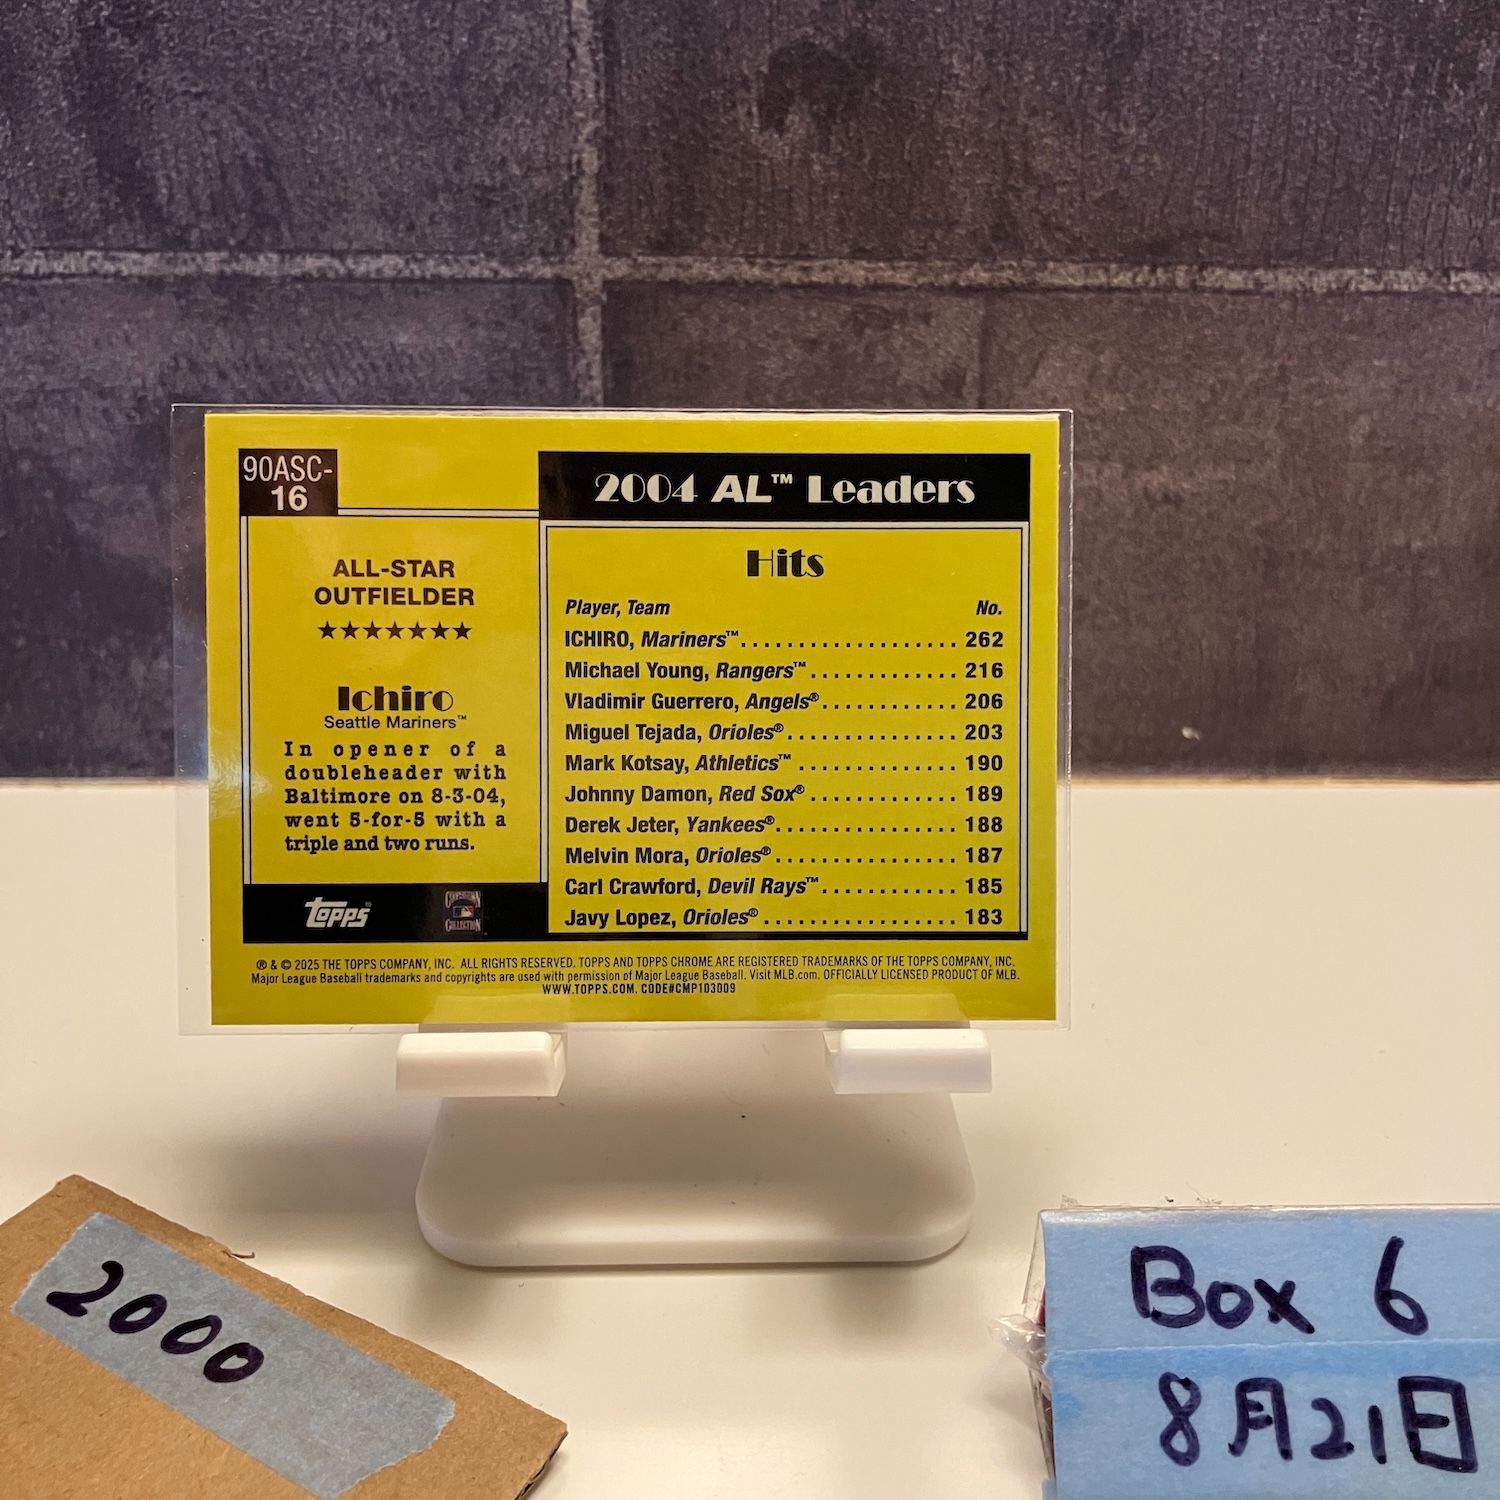 90ASC-
16
ALL-STAR
OUTFIELDER
★★★★★★★
Ichiro
Seattle Mariners™
In opener of a
doubleheader with
Baltimore on 8-3-04,
went 5-for-5 with a
triple and two runs.
Topps
COOPERSTOWN
COLLECTION
2004 AL™ Leaders
Hits
Player, Team No.
ICHIRO, Mariners™ 262
Michael Young, Rangers™ 216
Vladimir Guerrero, Angels® 206
Miguel Tejada, Orioles® 203
Mark Kotsay, Athletics™ 190
Johnny Damon, Red Sox® 189
Derek Jeter, Yankees® 188
Melvin Mora, Orioles® 187
Carl Crawford, Devil Rays™ 185
Javy Lopez, Orioles® 183
® & © 2025 THE TOPPS COMPANY, INC. ALL RIGHTS RESERVED. TOPPS AND TOPPS CHROME ARE REGISTERED TRADEMARKS OF THE TOPPS COMPANY, INC.
Major League Baseball trademarks and copyrights are used with permission of Major League Baseball. Visit MLB.com. OFFICIALLY LICENSED PRODUCT OF MLB.
WWW.TOPPS.COM. CODE#CMP103009
2000
Box 6
8月21日